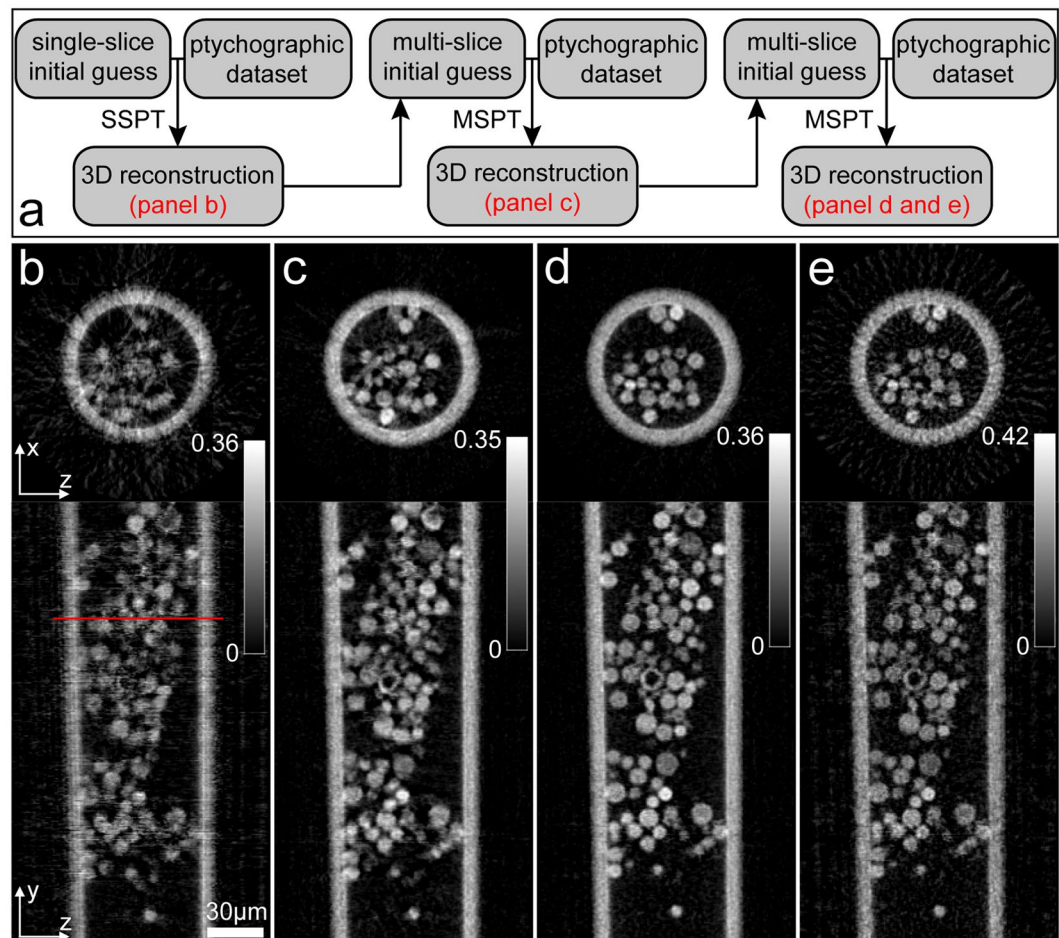 single-slice
initial guess
ptychographic
dataset
multi-slice
initial guess
ptychographic
dataset
multi-slice
initial guess
ptychographic
dataset
SSPT
MSPT
MSPT
3D reconstruction
(panel b)
3D reconstruction
(panel c)
3D reconstruction
(panel d and e)
a
b
c
d
e
x
z
0.36
0
0.35
0
0.36
0
0.42
0
y
z
30μm